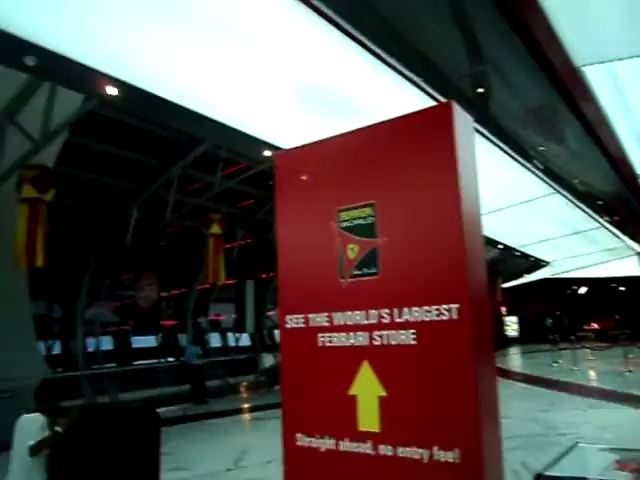 SEE THE WORLD'S LARGEST
FERRARI STORE
Straight ahead, no entry fee!